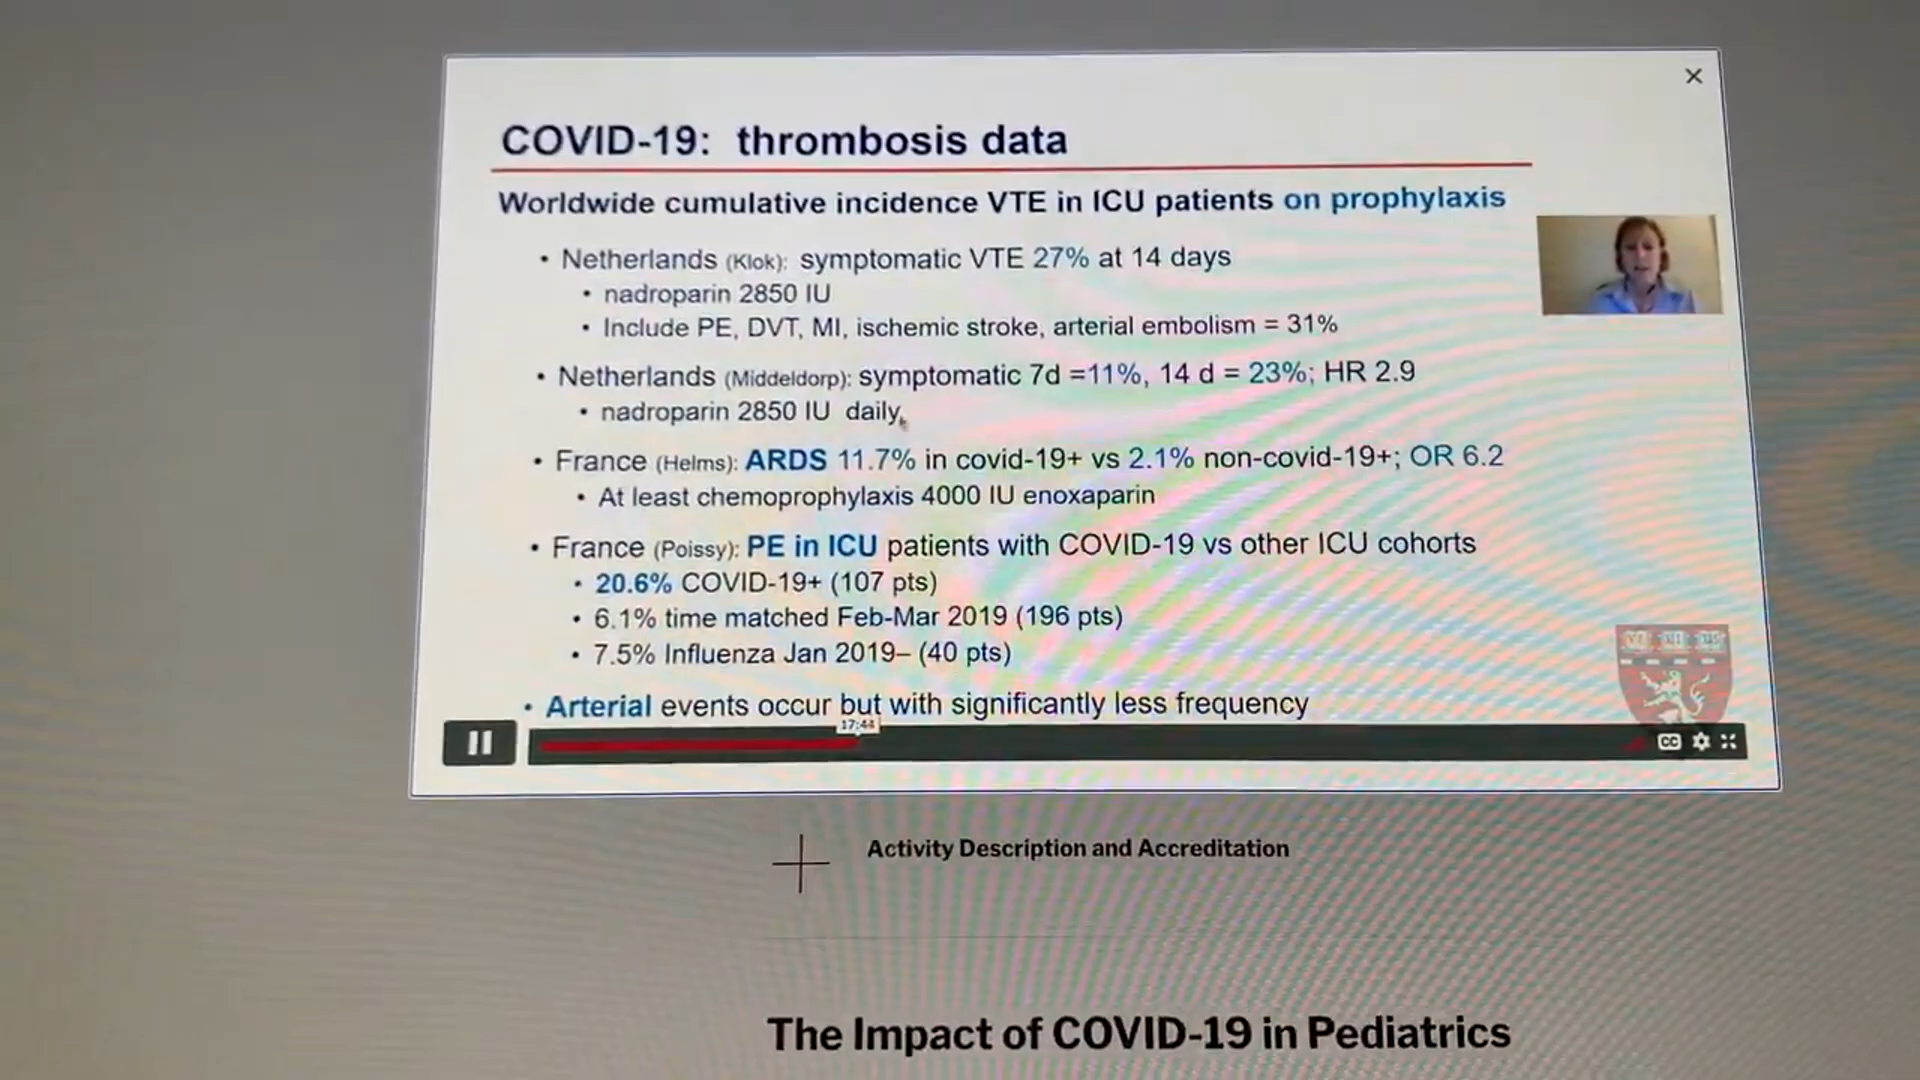 COVID-19: thrombosis data
Worldwide cumulative incidence VTE in ICU patients on prophylaxis
• Netherlands (Klok): symptomatic VTE 27% at 14 days
• nadroparin 2850 IU
• Include PE, DVT, MI, ischemic stroke, arterial embolism = 31%
• Netherlands (Middeldorp): symptomatic 7d =11%, 14 d = 23%; HR 2.9
• nadroparin 2850 IU daily
• France (Helms): ARDS 11.7% in covid-19+ vs 2.1% non-covid-19+; OR 6.2
• At least chemoprophylaxis 4000 IU enoxaparin
• France (Poissy): PE in ICU patients with COVID-19 vs other ICU cohorts
• 20.6% COVID-19+ (107 pts)
• 6.1% time matched Feb-Mar 2019 (196 pts)
• 7.5% Influenza Jan 2019– (40 pts)
• Arterial events occur but with significantly less frequency
17:44
CC
Activity Description and Accreditation
The Impact of COVID-19 in Pediatrics